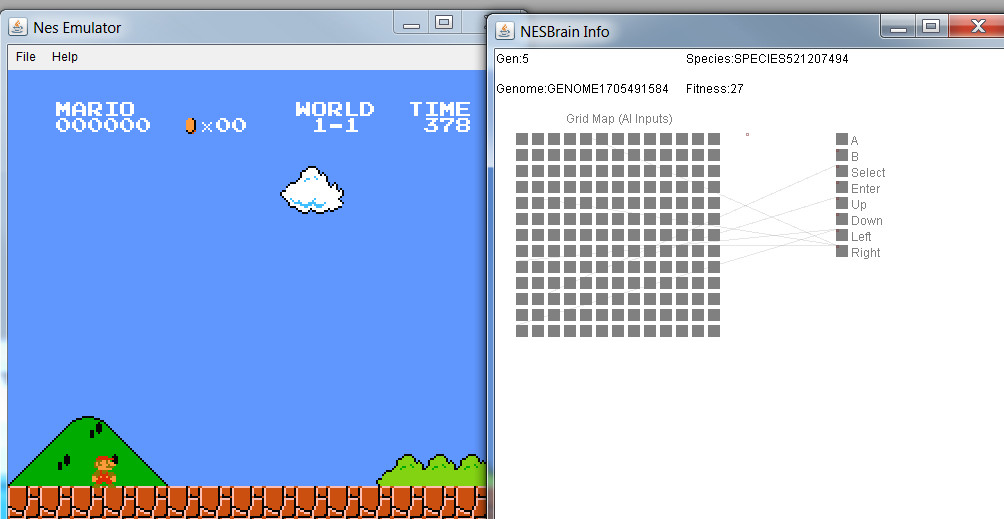 Nes Emulator
File Help
MARIO WORLD TIME
000000 ×00 1-1 378
NESBrain Info
Gen:5 Species:SPECIES521207494
Genome:GENOME1705491584 Fitness:27
Grid Map (AI Inputs)
A
B
Select
Enter
Up
Down
Left
Right